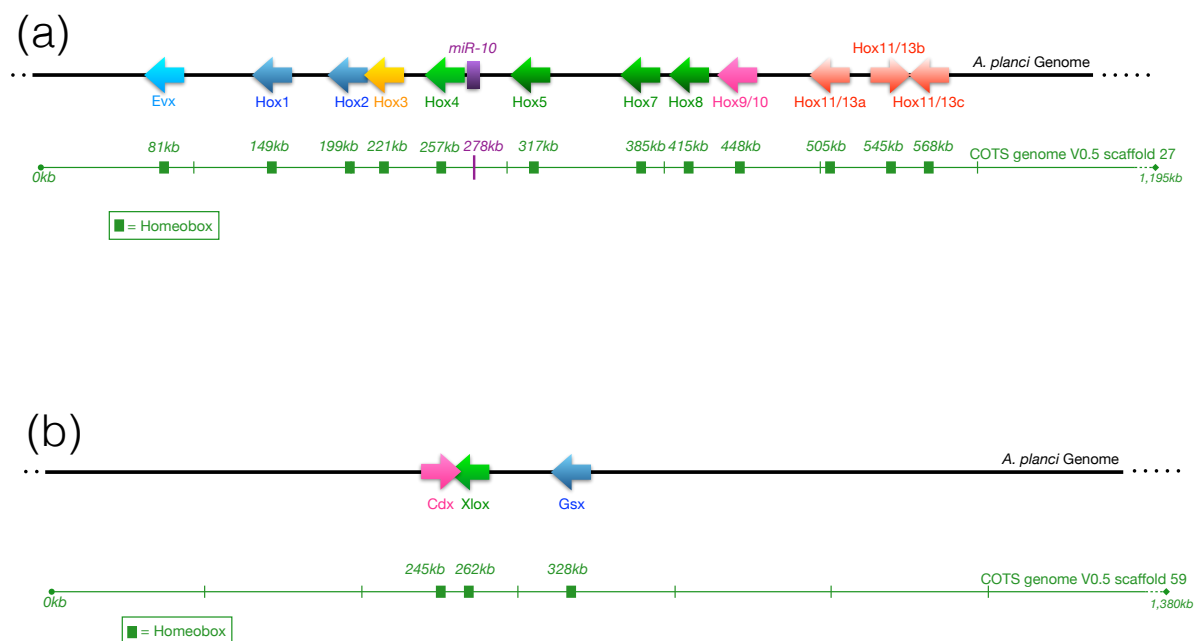 (a)
miR-10
Hox11/13b
A. planci Genome
Evx
Hox1
Hox2
Hox3
Hox4
Hox5
Hox7
Hox8
Hox9/10
Hox11/13a
Hox11/13c
81kb
149kb
199kb
221kb
257kb
278kb
317kb
385kb
415kb
448kb
505kb
545kb
568kb
COTS genome V0.5 scaffold 27
0kb
1,195kb
= Homeobox
(b)
A. planci Genome
Cdx
Xlox
Gsx
245kb
262kb
328kb
COTS genome V0.5 scaffold 59
0kb
1,380kb
= Homeobox